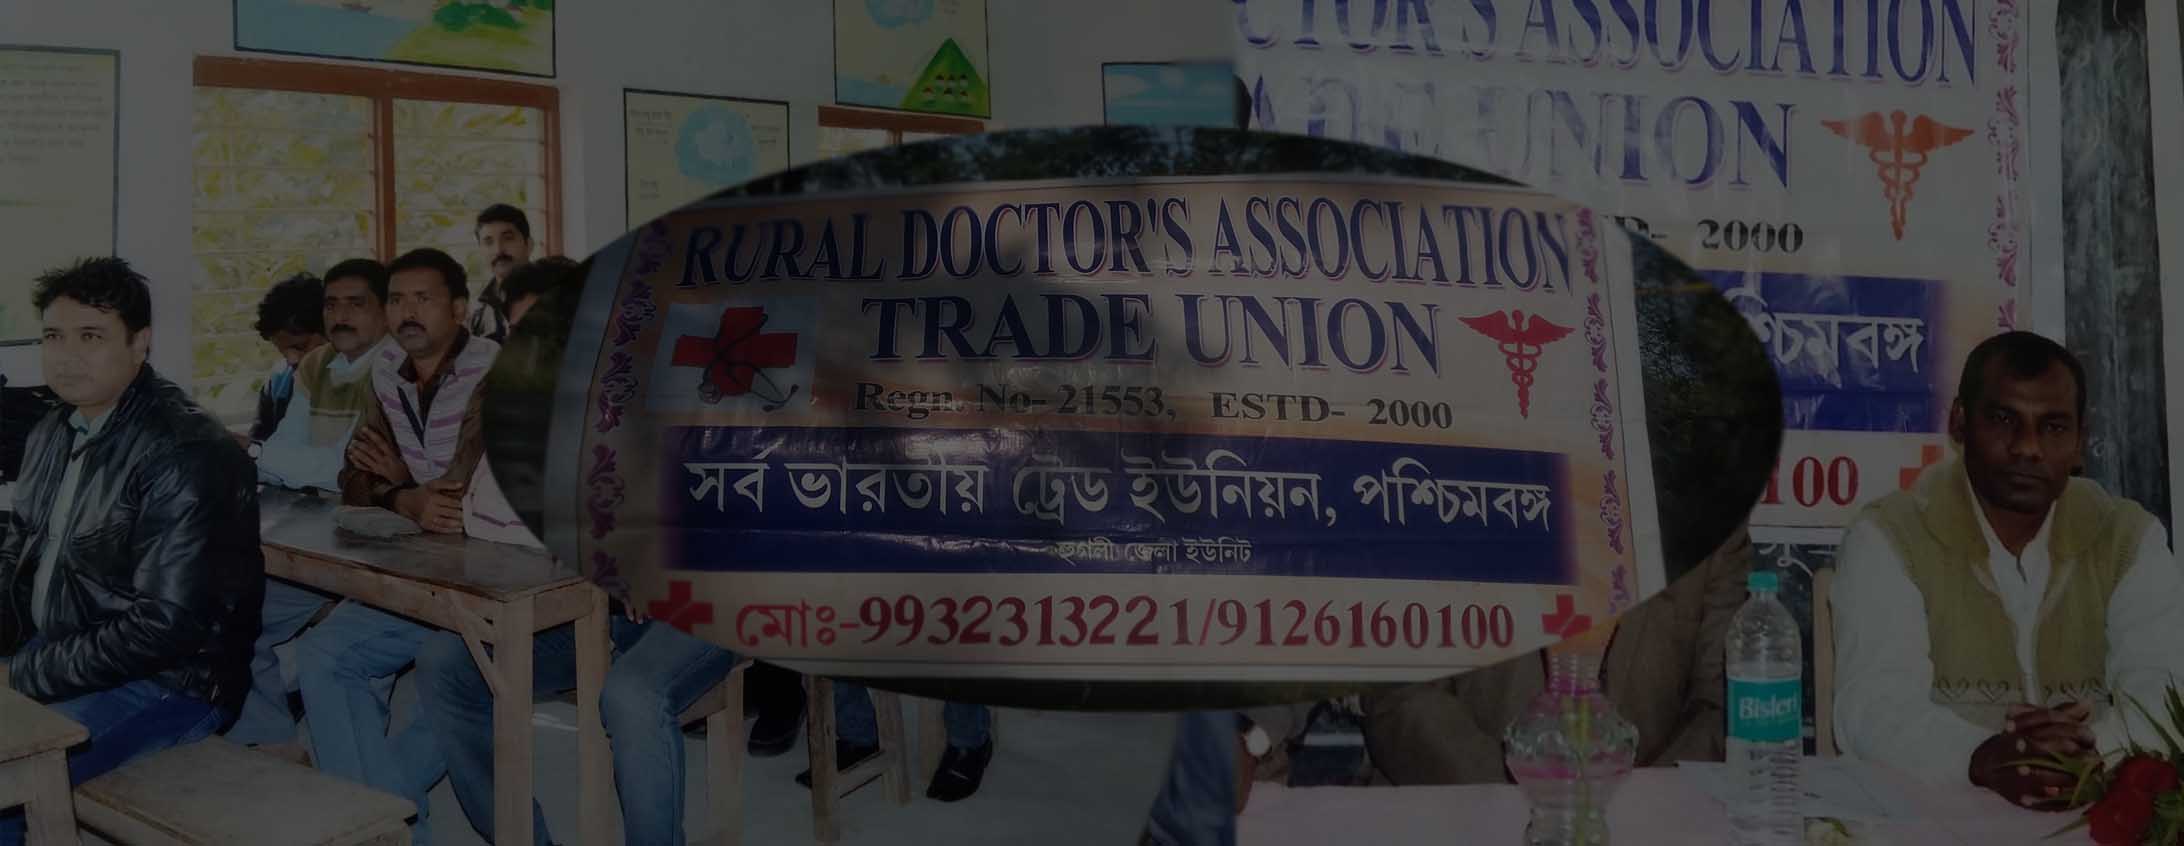 RURAL DOCTOR'S ASSOCIATION
TRADE UNION
Regn. No- 21553, ESTD- 2000
সর্ব ভারতীয় ট্রেড ইউনিয়ন, পশ্চিমবঙ্গ
হুগলী জেলা ইউনিট
মোঃ-9932313221/9126160100
CTOR'S ASSOCIATION
ADE UNION
D- 2000
শ্চিমবঙ্গ
100
Bisleri